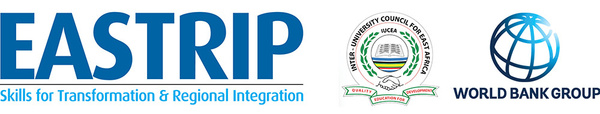 EASTRIP
Skills for Transformation & Regional Integration
INTER - UNIVERSITY COUNCIL FOR EAST AFRICA
IUCEA
QUALITY
EDUCATION FOR
DEVELOPMENT
WORLD BANK GROUP